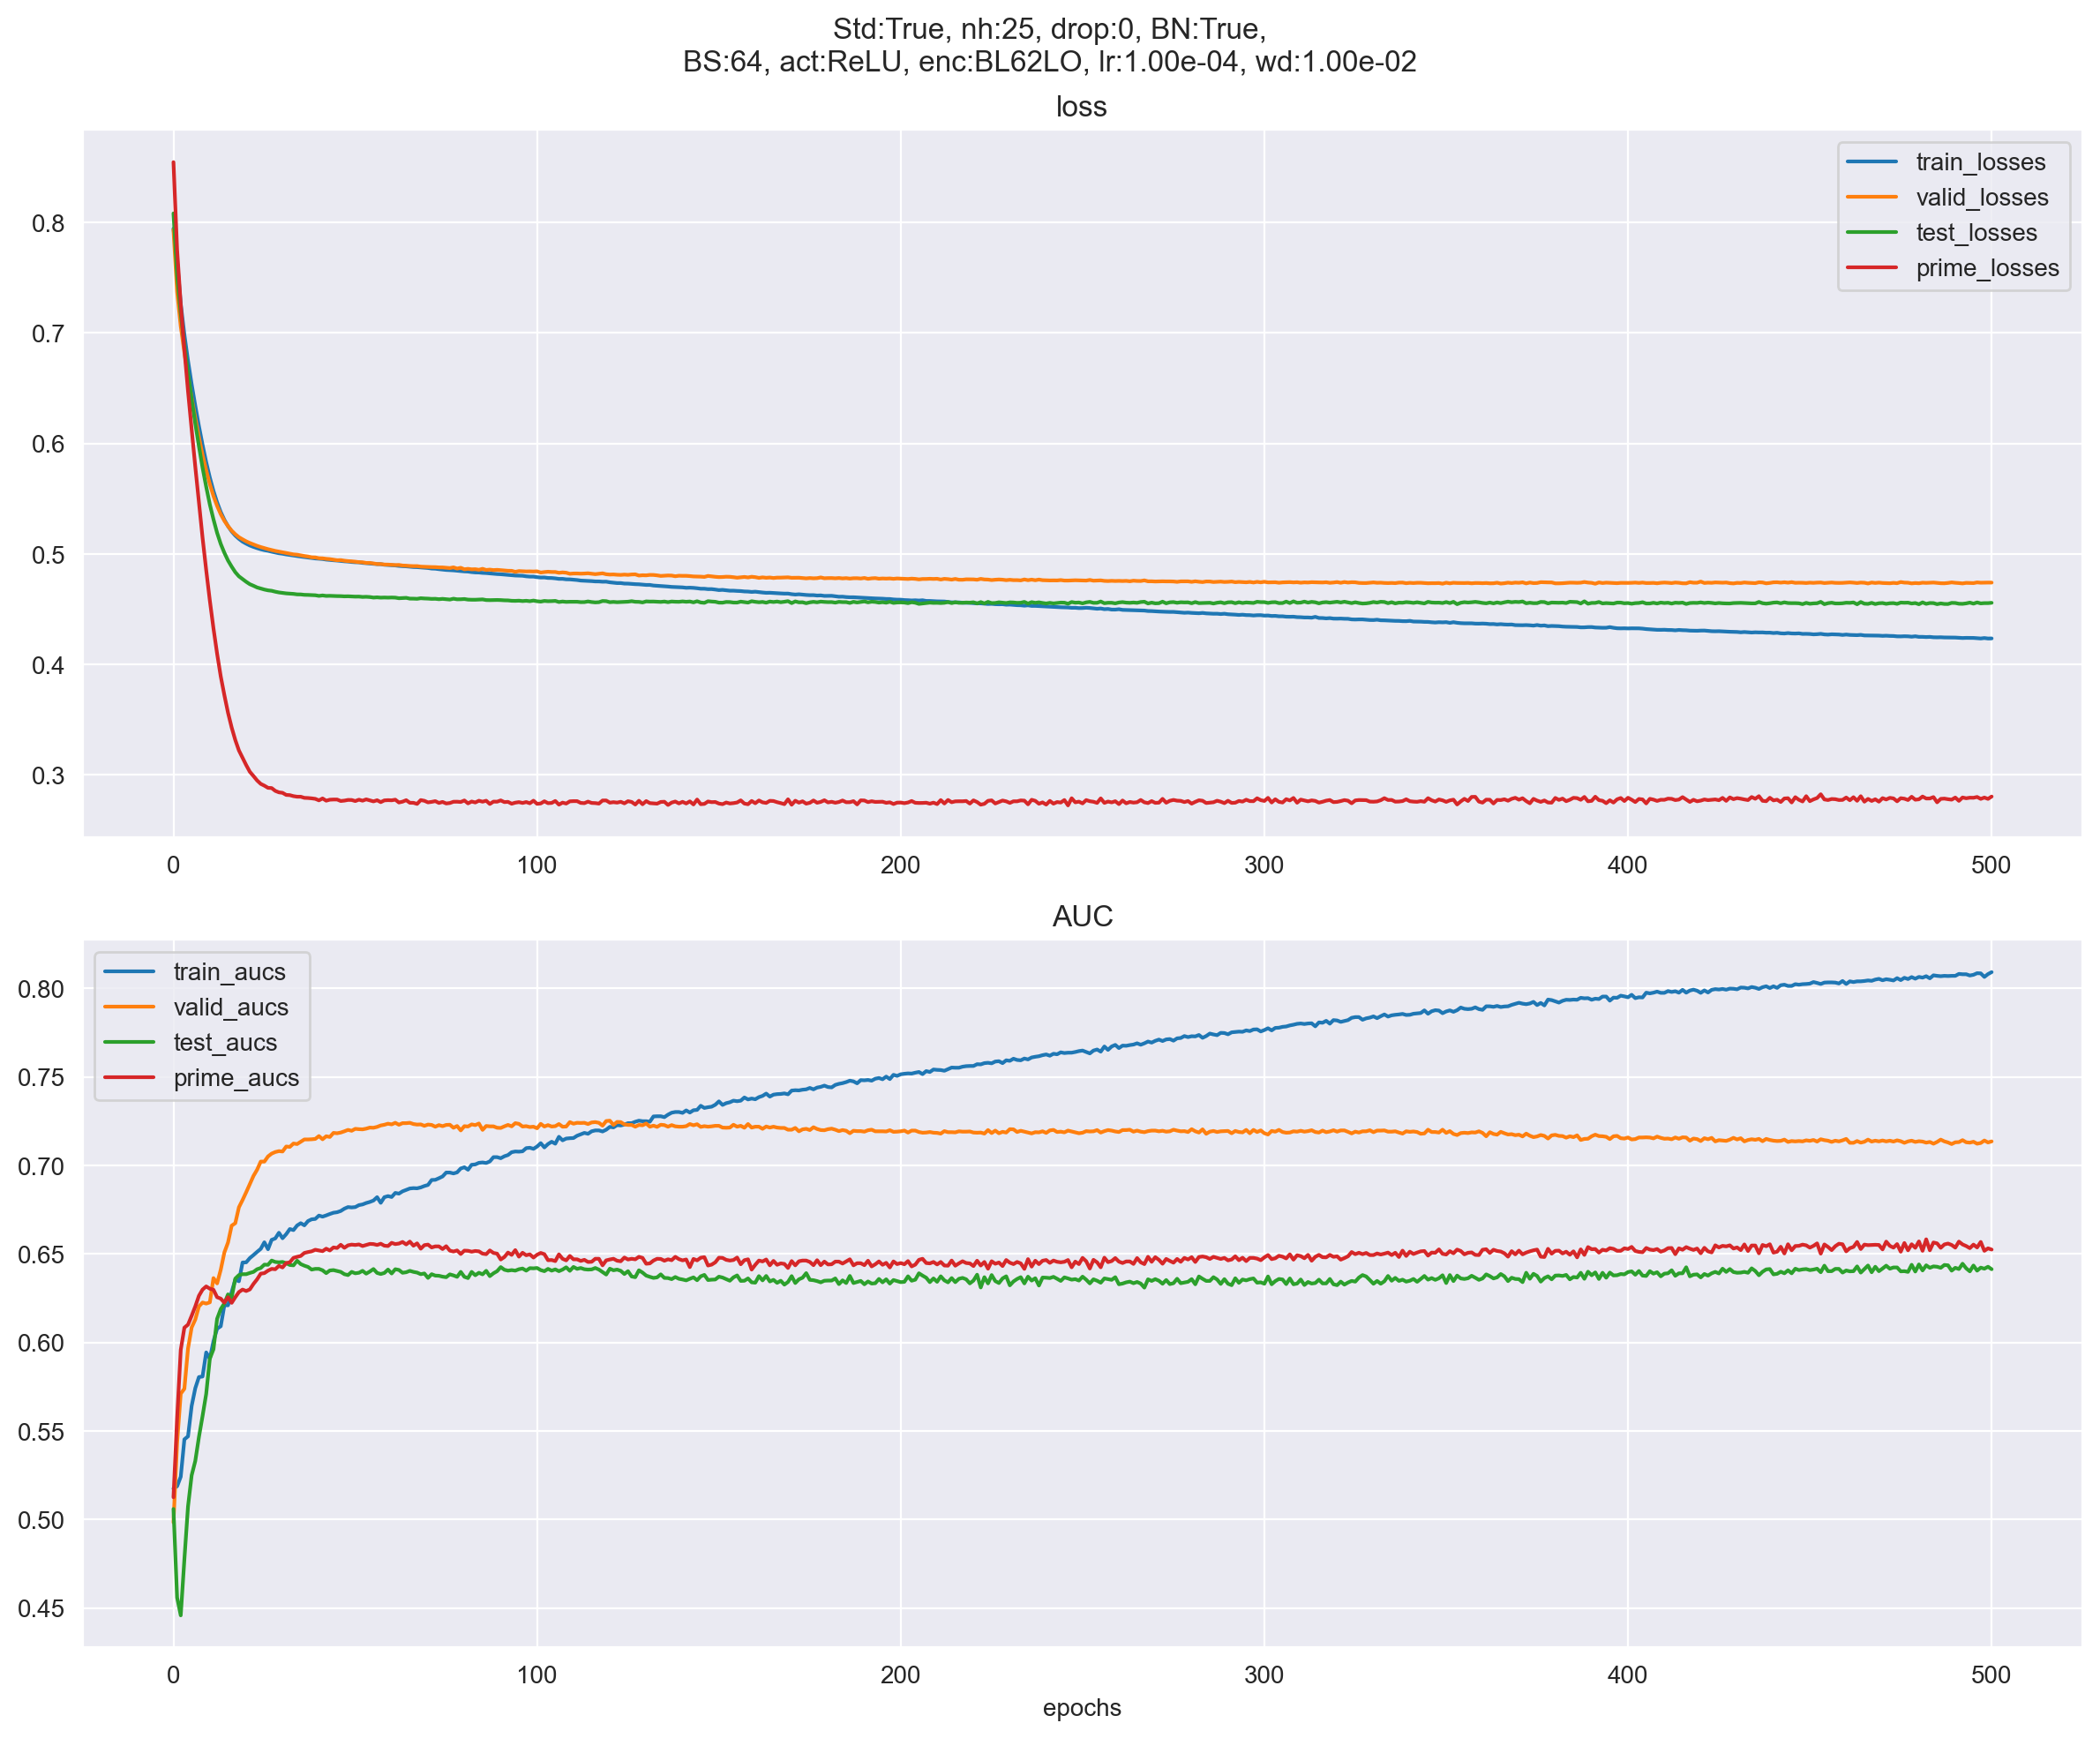 Std:True, nh:25, drop:0, BN:True,
BS:64, act:ReLU, enc:BL62LO, lr:1.00e-04, wd:1.00e-02
loss
train_losses
valid_losses
test_losses
prime_losses
0.8
0.7
0.6
0.5
0.4
0.3
0 100 200 300 400 500
AUC
train_aucs
valid_aucs
test_aucs
prime_aucs
0.80
0.75
0.70
0.65
0.60
0.55
0.50
0.45
0 100 200 300 400 500
epochs